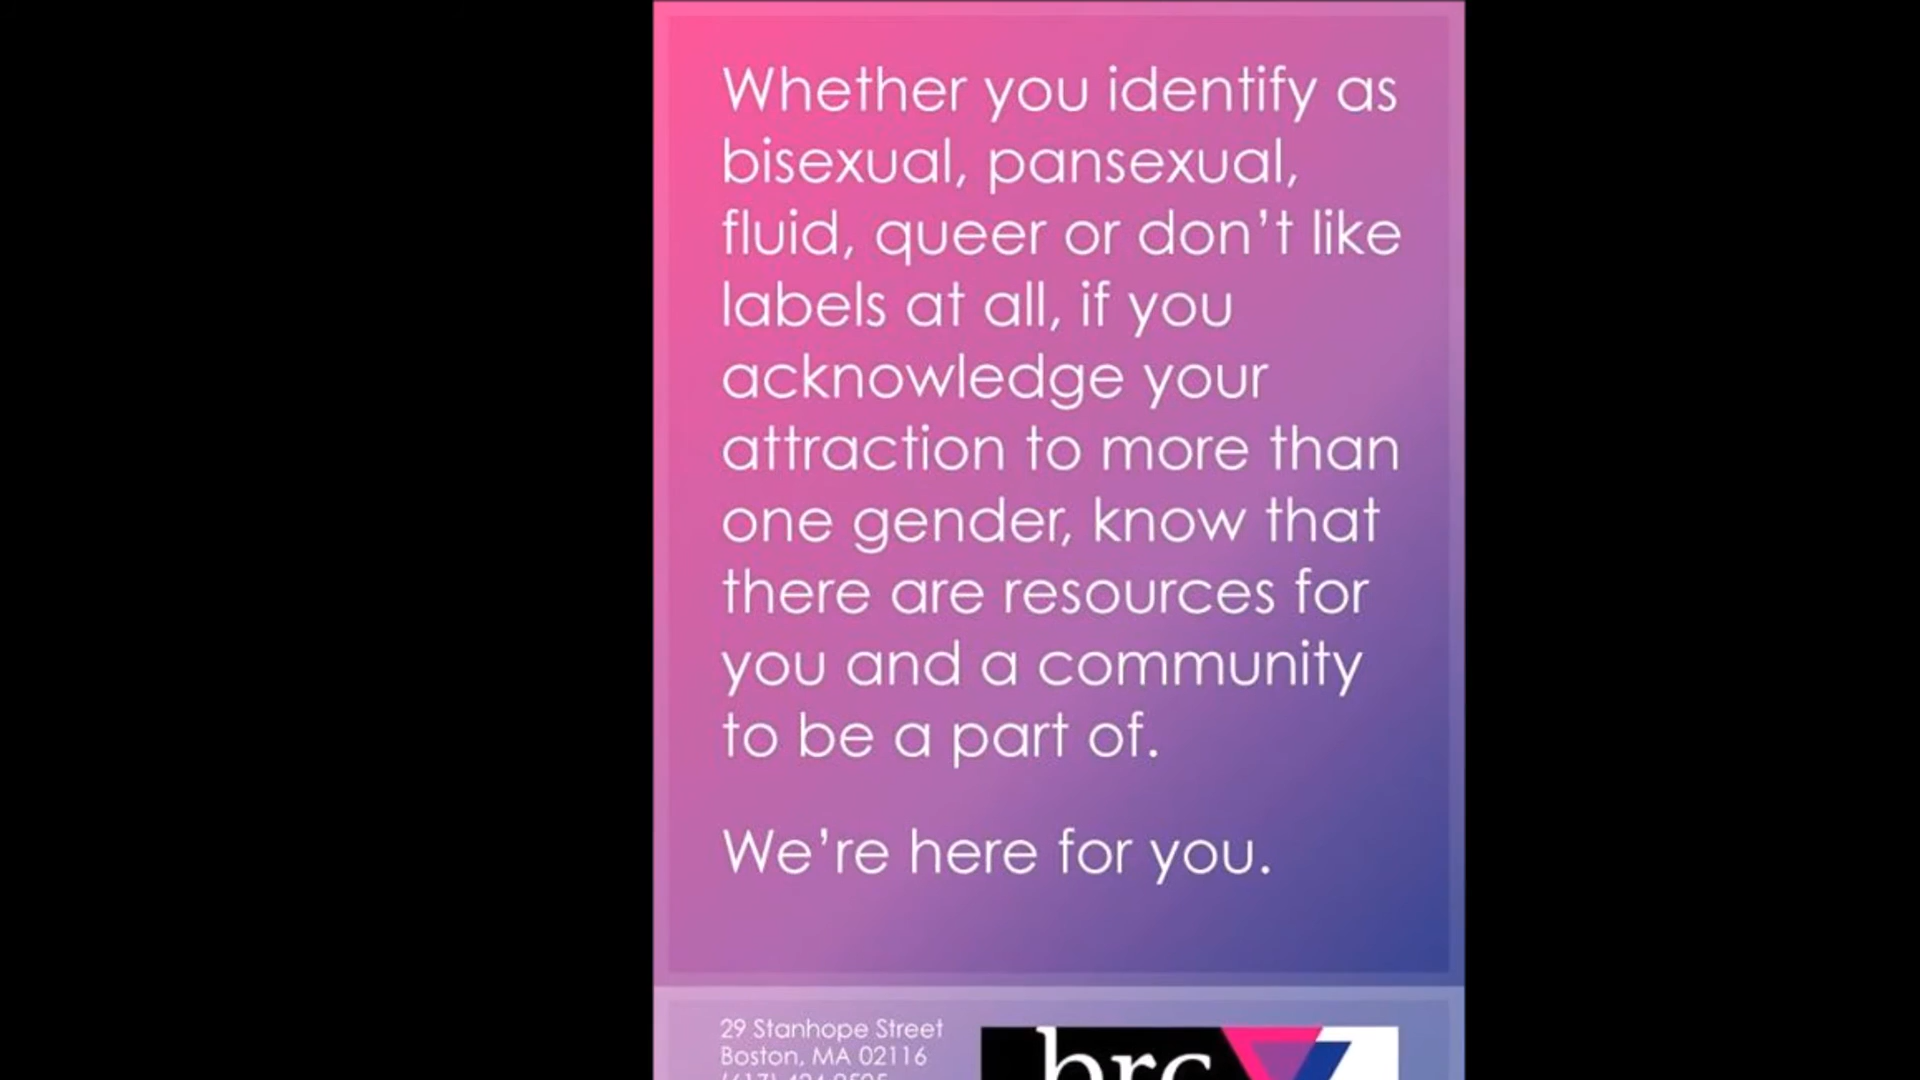 Whether you identify as
bisexual, pansexual,
fluid, queer or don’t like
labels at all, if you
acknowledge your
attraction to more than
one gender, know that
there are resources for
you and a community
to be a part of.
We’re here for you.
29 Stanhope Street
Boston, MA 02116
brc